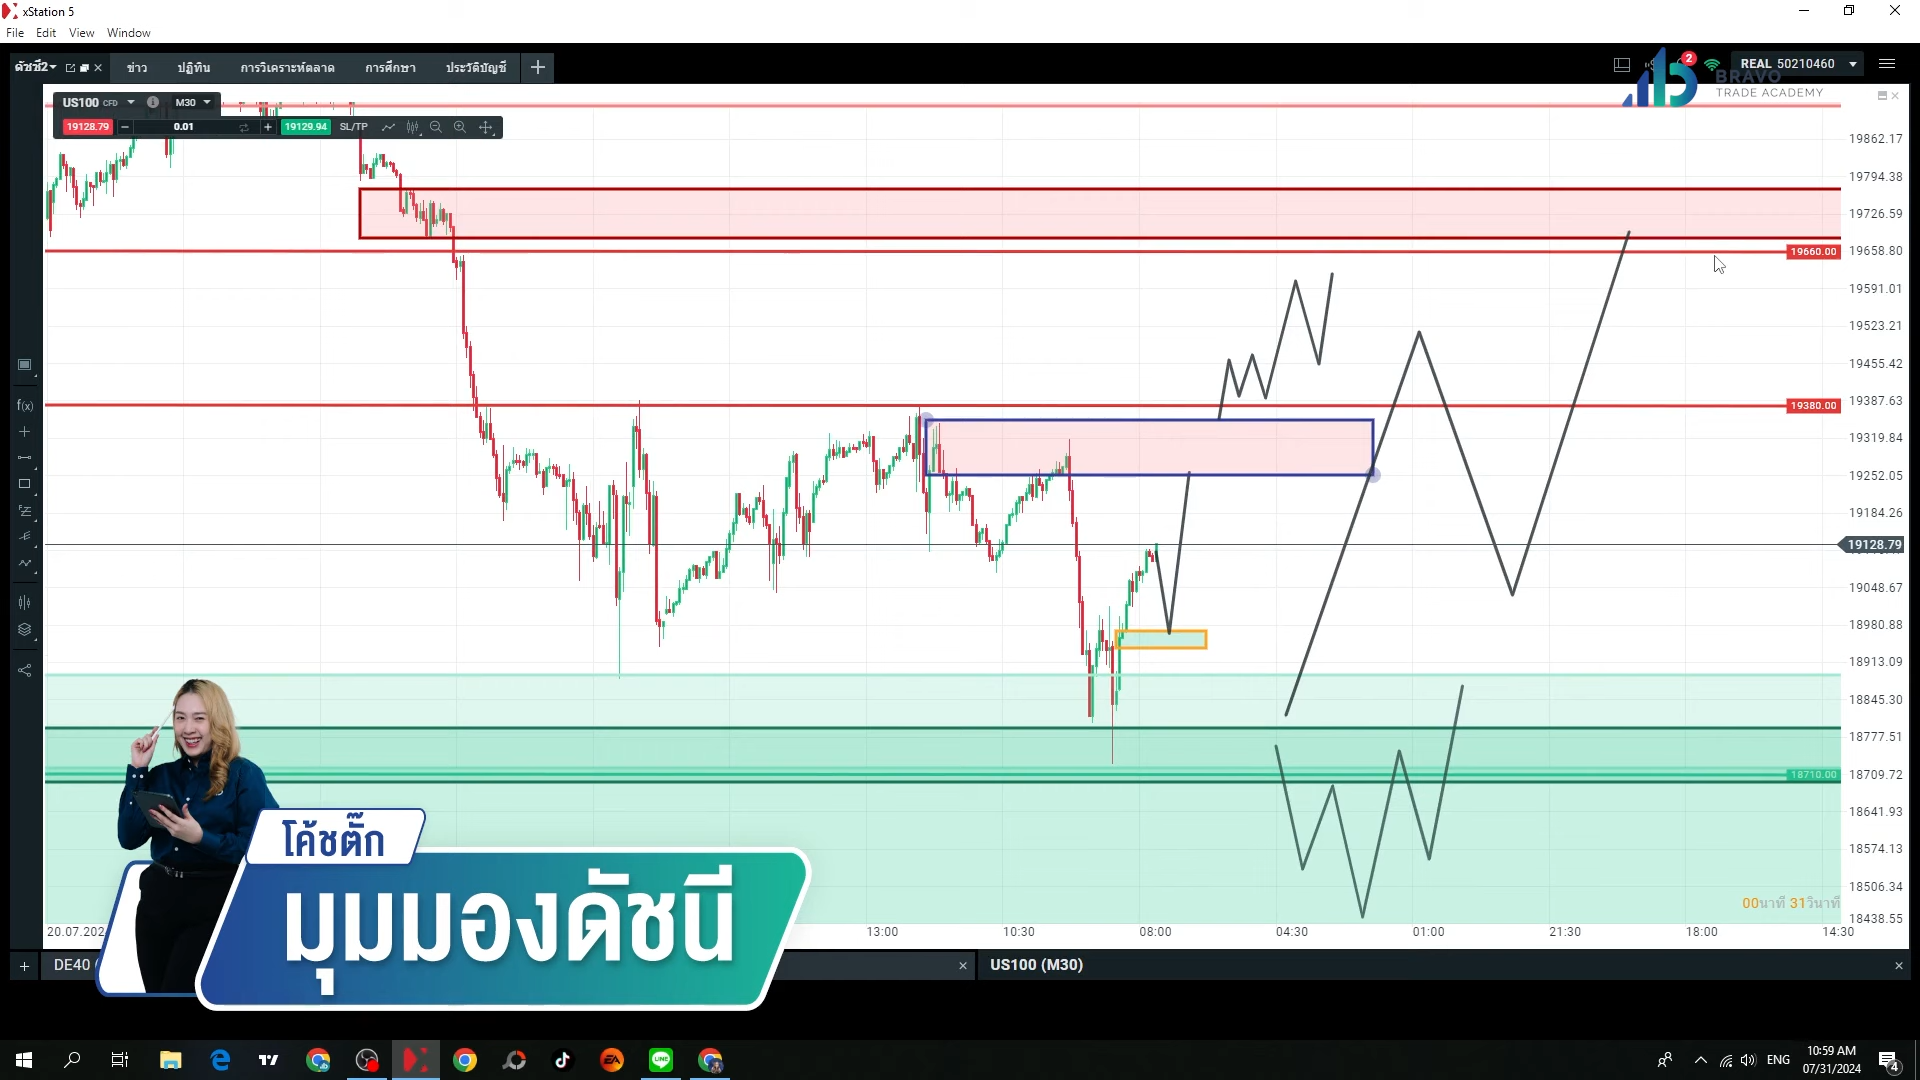 xStation 5
File Edit View Window
ดัชชี2 ข่าว ปฏิทิน การวิเคราะห์ตลาด การศึกษา ประวัติบัญชี
2
REAL 50210460
BRAVO
TRADE ACADEMY
US100 CFD M30
19128.79 0.01 19129.94 SL/TP
19862.17
19794.38
19726.59
19660.00
19658.80
19591.01
19523.21
19455.42
19380.00
19387.63
19319.84
19252.05
19184.26
19128.79
19048.67
18980.88
18913.09
18845.30
18777.51
18710.00
18709.72
18641.93
18574.13
18506.34
18438.55
f(x)
00นาที 31วินาที
โค้ชติ๊ก
มุมมองดัชนี
20.07.202 13:00 10:30 08:00 04:30 01:00 21:30 18:00 14:30
DE40 US100 (M30)
ENG
10:59 AM
07/31/2024
4
LINE
EA